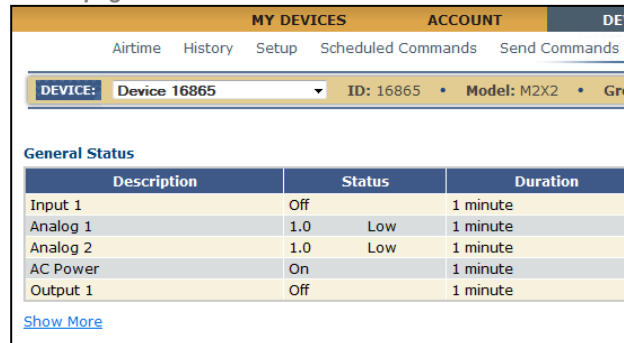 MY DEVICES ACCOUNT
Airtime History Setup Scheduled Commands Send Commands
DEVICE: Device 16865 ID: 16865 • Model: M2X2 •
General Status
Description Status Duration
Input 1 Off 1 minute
Analog 1 1.0 Low 1 minute
Analog 2 1.0 Low 1 minute
AC Power On 1 minute
Output 1 Off 1 minute
Show More